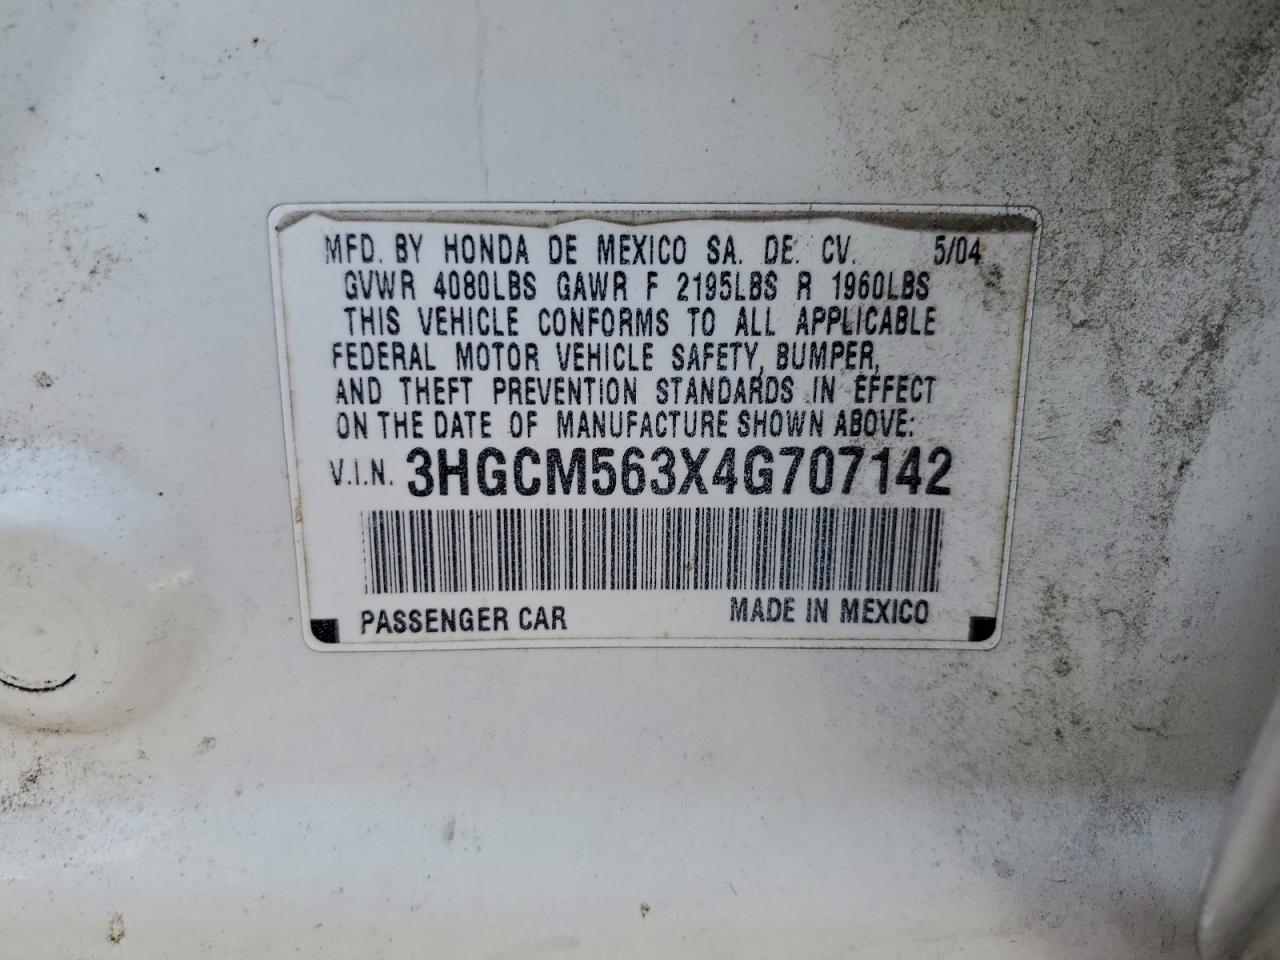 MFD. BY HONDA DE MEXICO SA. DE. CV. 5/04
GVWR 4080LBS GAWR F 2195LBS R 1960LBS
THIS VEHICLE CONFORMS TO ALL APPLICABLE
FEDERAL MOTOR VEHICLE SAFETY, BUMPER,
AND THEFT PREVENTION STANDARDS IN EFFECT
ON THE DATE OF MANUFACTURE SHOWN ABOVE:
V.I.N. 3HGCM563X4G707142
PASSENGER CAR MADE IN MEXICO